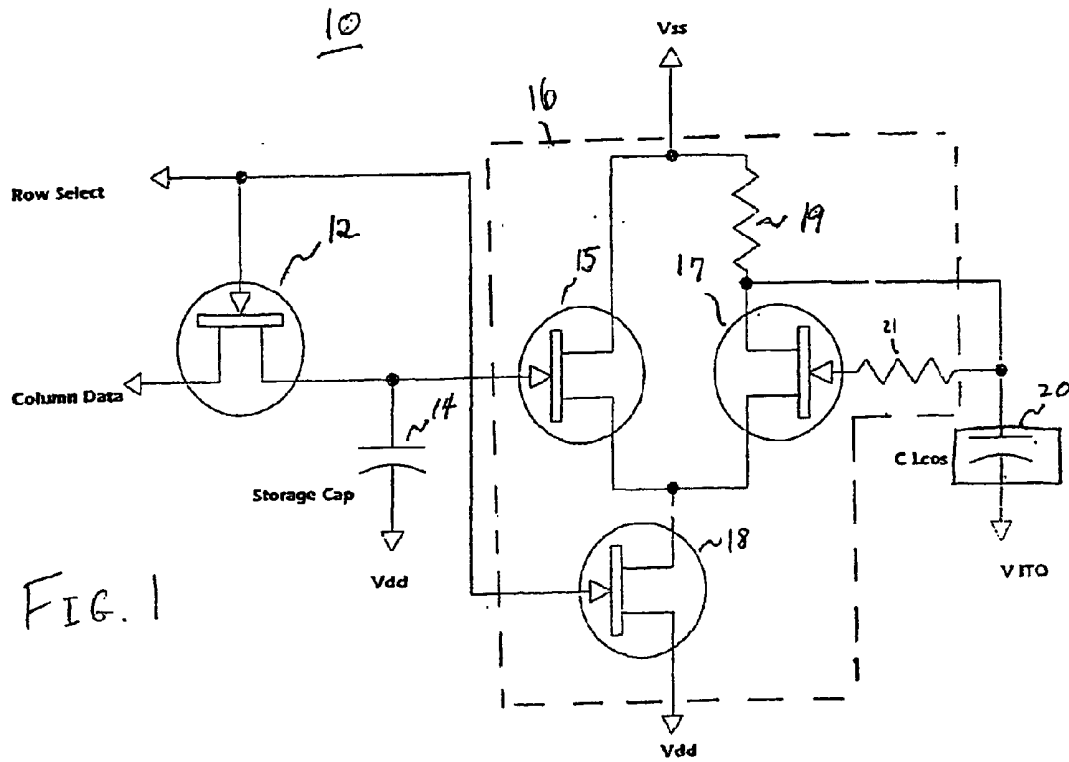 10
Vss
16
Row Select
12
15
17
19
21
Column Data
14
20
C Lcos
Storage Cap
Vdd
18
V ITO
FIG. 1
Vdd